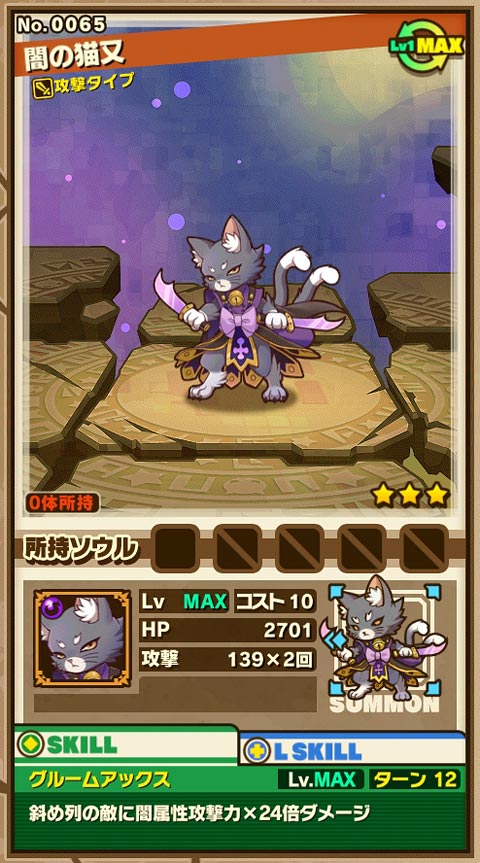 No.0065
闇の猫又
攻撃タイプ
Lv1 MAX
0体所持
所持ソウル
Lv MAX コスト 10
HP 2701
攻撃 139×2回
SUMMON
SKILL
L SKILL
グルームアックス Lv.MAX ターン 12
斜め列の敵に闇属性攻撃力×24倍ダメージ